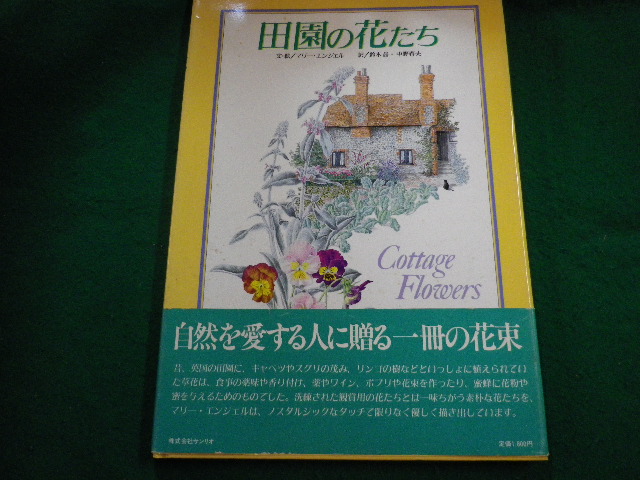 田園の花たち
文・絵／マリー・エンジェル 訳／鈴木晶・中野春夫
Cottage
Flowers
自然を愛する人に贈る一冊の花束
昔、英国の田園に、キャベツやスグリの茂み、リンゴの樹などといっしょに植えられてい
た草花は、食事の薬味や香り付け、薬やワイン、ポプリや花束を作ったり、蜜蜂に花粉や
蜜を与えるためのものでした。洗練された観賞用の花たちとは一味ちがう素朴な花たちを、
マリー・エンジェルは、ノスタルジックなタッチで限りなく優しく描き出しています。
株式会社サンリオ
定価1,800円